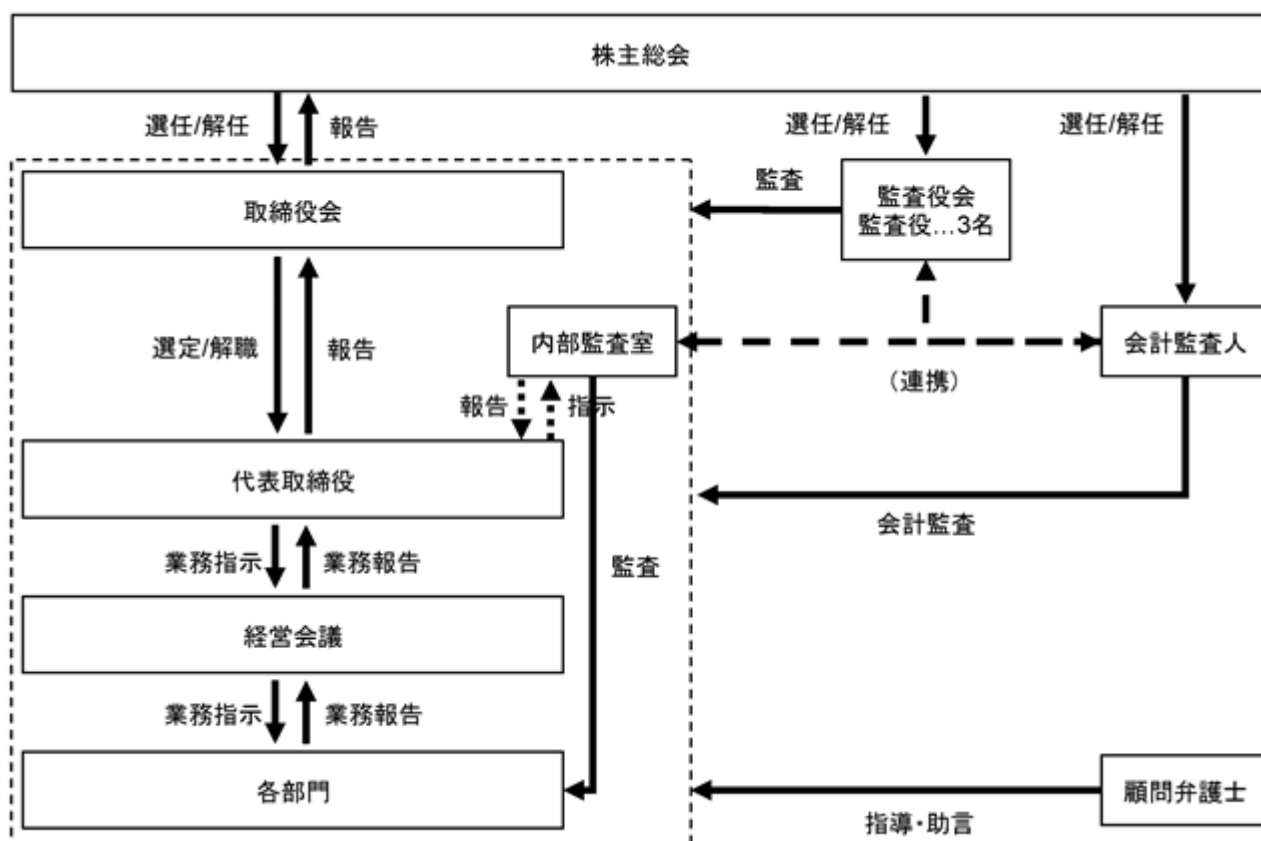 株主総会
選任/解任
報告
選任/解任
選任/解任
取締役会
監査
監査役会
監査役…3名
選定/解職
報告
内部監査室
会計監査人
（連携）
報告
指示
代表取締役
会計監査
業務指示
業務報告
監査
経営会議
業務指示
業務報告
各部門
顧問弁護士
指導・助言